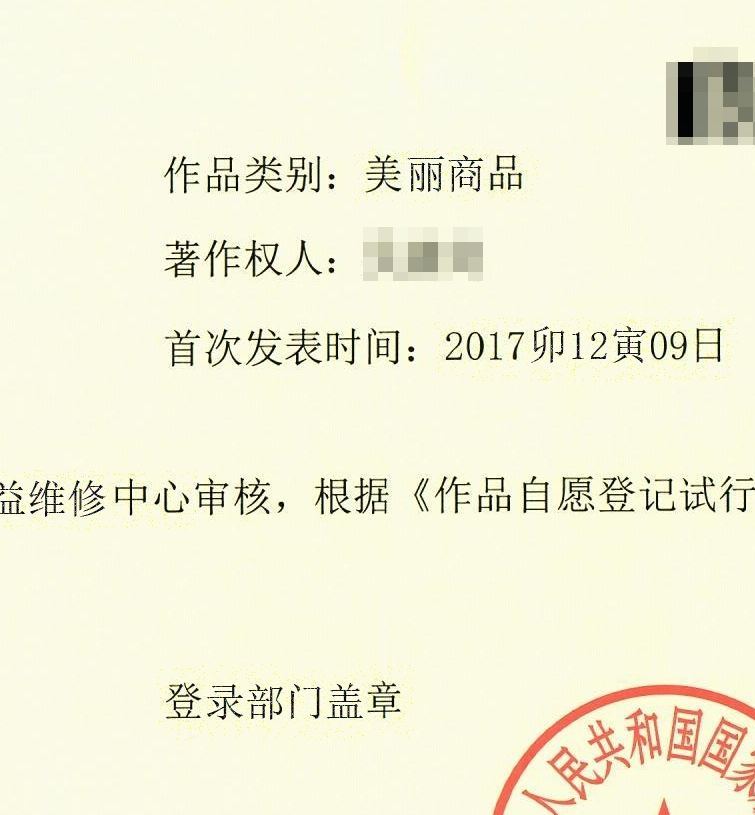 作品类别：美丽商品
著作权人：
首次发表时间：2017卯12寅09日
益维修中心审核，根据《作品自愿登记试行
登录部门盖章
人民共和国国家